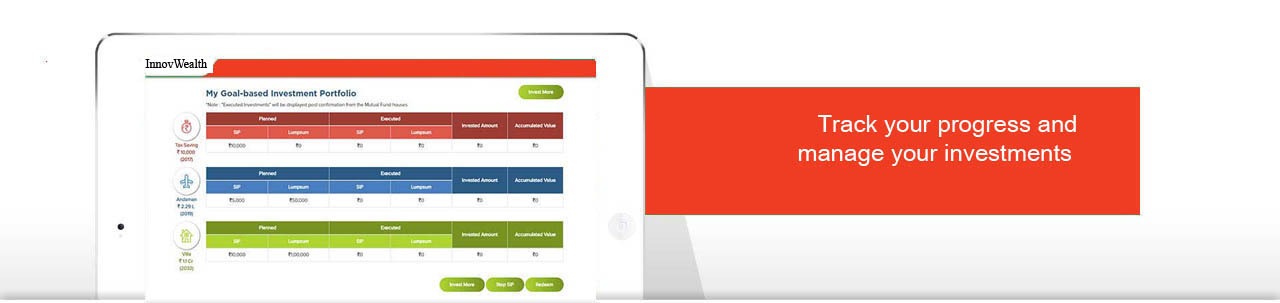 InnovWealth
My Goal-based Investment Portfolio
Invest More
*Note : "Executed Investments" will be displayed post confirmation from the Mutual Fund houses
Planned Executed Invested Amount Accumulated Value
SIP Lumpsum SIP Lumpsum
₹10,000 ₹0 ₹0 ₹0 ₹0 ₹0
Tax Saving
₹ 10,000
(2017)
Planned Executed Invested Amount Accumulated Value
SIP Lumpsum SIP Lumpsum
₹5,000 ₹50,000 ₹0 ₹0 ₹0 ₹0
Andaman
₹ 2.29 L
(2019)
Planned Executed Invested Amount Accumulated Value
SIP Lumpsum SIP Lumpsum
₹10,000 ₹1,00,000 ₹0 ₹0 ₹0 ₹0
Villa
₹ 1.1 Cr
(2032)
Invest More Stop SIP Redeem
Track your progress and
manage your investments